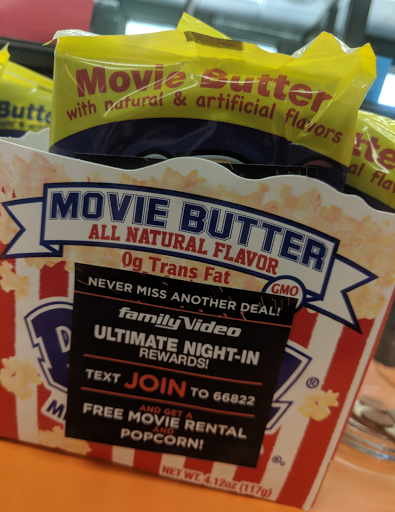 Movie Butter
with natural & artificial flavors
Butte
MOVIE BUTTER
ALL NATURAL FLAVOR
0g Trans Fat
GMO
NEVER MISS ANOTHER DEAL!
family Video
ULTIMATE NIGHT-IN
REWARDS!
TEXT JOIN TO 66822
AND GET A
FREE MOVIE RENTAL
AND
POPCORN!
®
®.
NET WT. 4.12oz (117g)